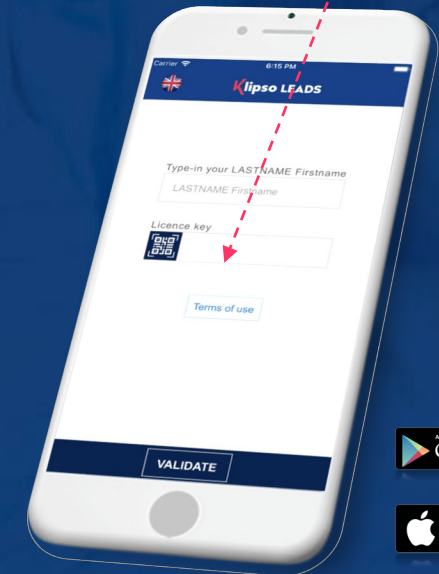 Carrier
6:15 PM
Klipso LEADS
Type-in your LASTNAME Firstname
LASTNAME Firstname
Licence key
Terms of use
VALIDATE